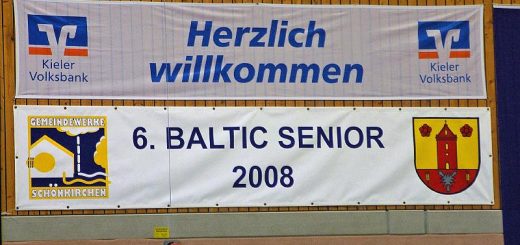 Herzlich
willkommen
Kieler
Volksbank
Kieler
Volksbank
GEMEINDEWERKE
SCHÖNKIRCHEN
6. BALTIC SENIOR
2008